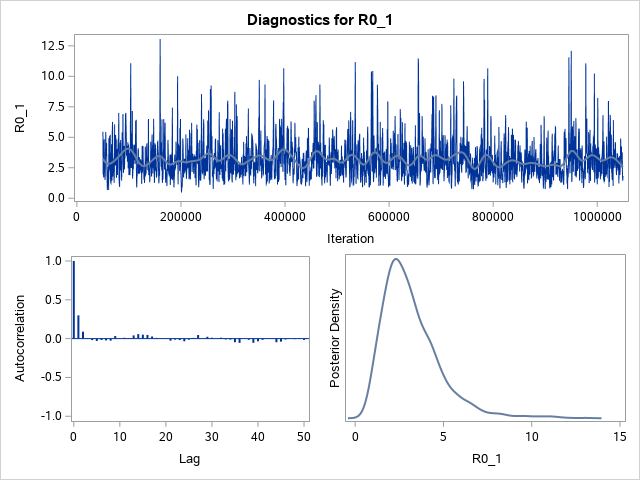 Diagnostics for R0_1
R0_1
12.5
10.0
7.5
5.0
2.5
0.0
0 200000 400000 600000 800000 1000000
Iteration
Autocorrelation
1.0
0.5
0.0
-0.5
-1.0
0 10 20 30 40 50
Lag
Posterior Density
0 5 10 15
R0_1